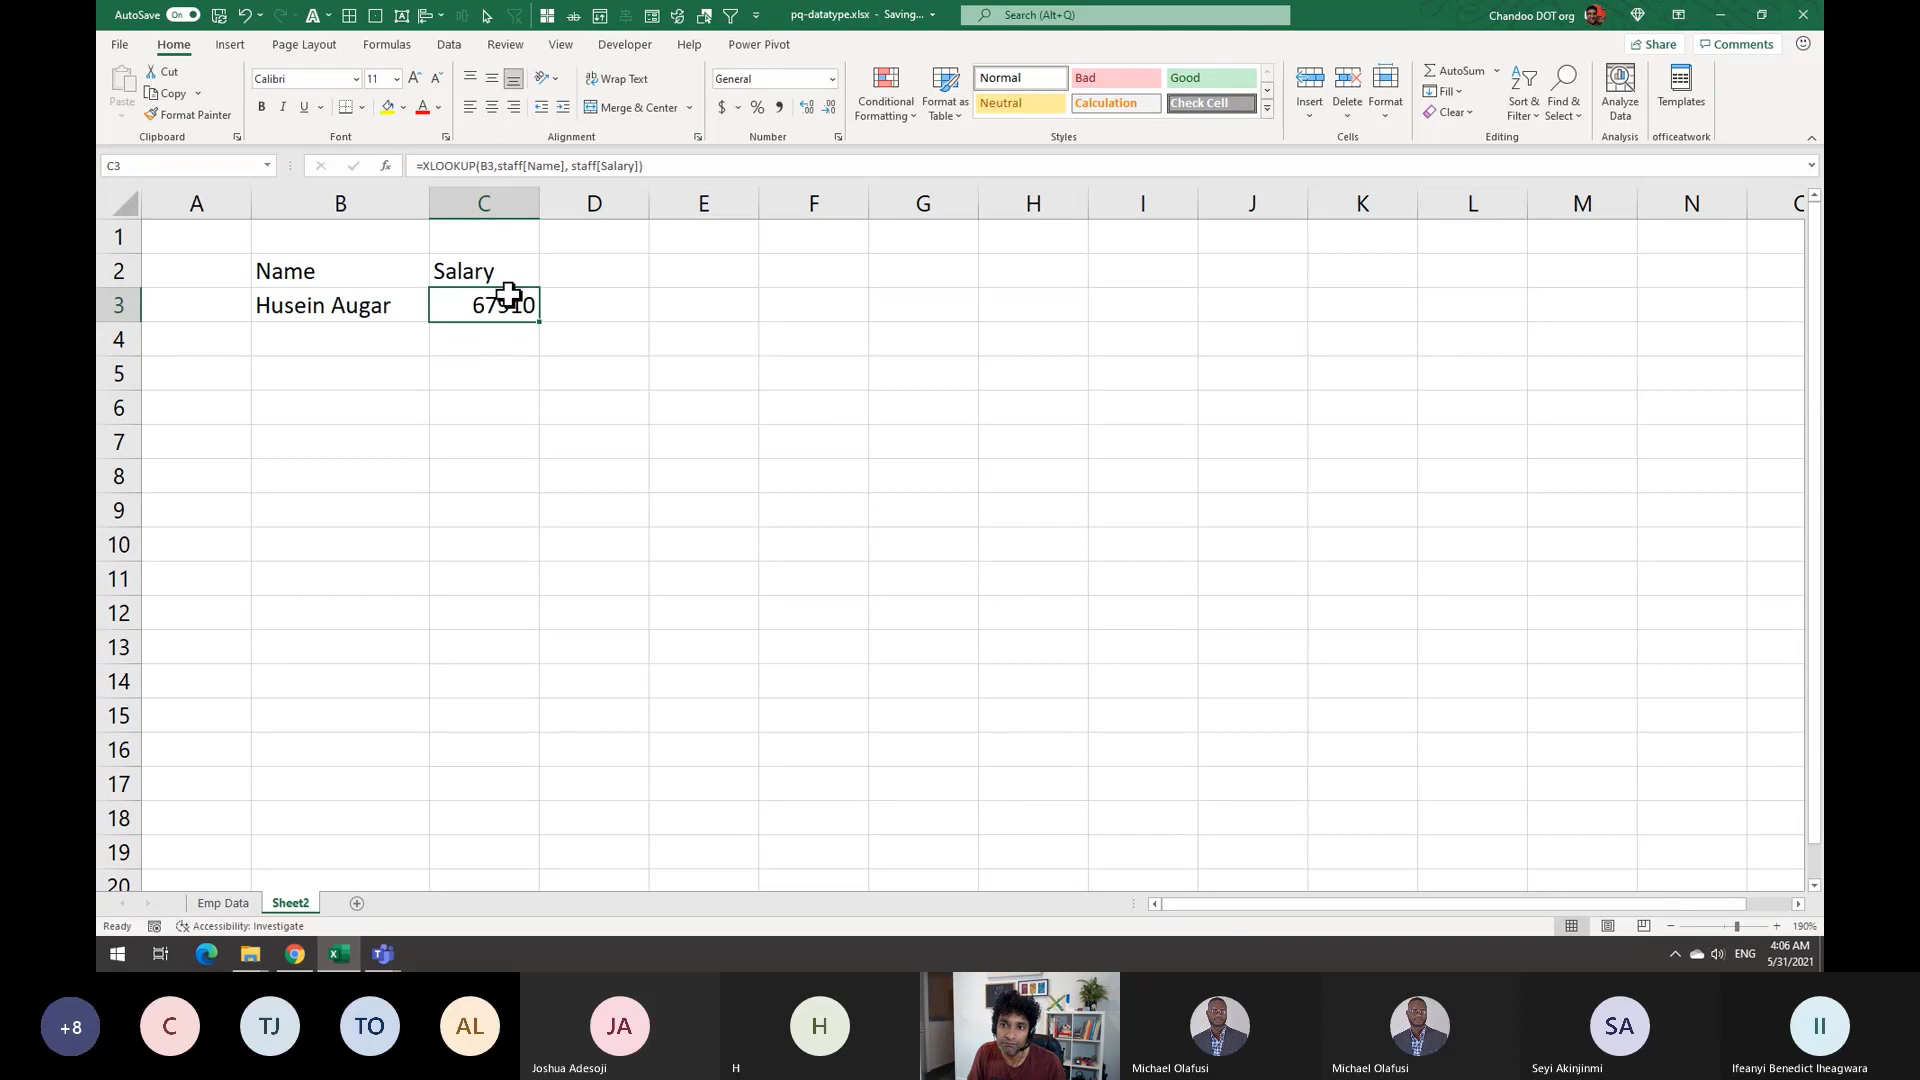 AutoSave On pq-datatype.xlsx - Saving... Search (Alt+Q) Chandoo DOT org
File Home Insert Page Layout Formulas Data Review View Developer Help Power Pivot Share Comments
Paste Cut Copy Format Painter
Clipboard
Calibri 11 A A
B I U A
Font
Wrap Text
Merge & Center
Alignment
General
$ % ,
Number
Conditional Formatting
Format as Table
Normal Bad Good
Neutral Calculation Check Cell
Styles
Insert Delete Format
Cells
AutoSum
Fill
Clear
Sort & Filter
Find & Select
Editing
Analyze Data
Analysis
Templates
officeatwork
C3 fx =XLOOKUP(B3,staff[Name], staff[Salary])
A B C D E F G H I J K L M N
1
2 Name Salary
3 Husein Augar
4
5
6
7
8
9
10
11
12
13
14
15
16
17
18
19
20
Emp Data Sheet2
Ready Accessibility: Investigate 190%
ENG 4:06 AM
5/31/2021
+8 C TJ TO AL JA H SA II
Joshua Adesoji H Michael Olafusi Michael Olafusi Seyi Akinjinmi Ifeanyi Benedict Iheagwara